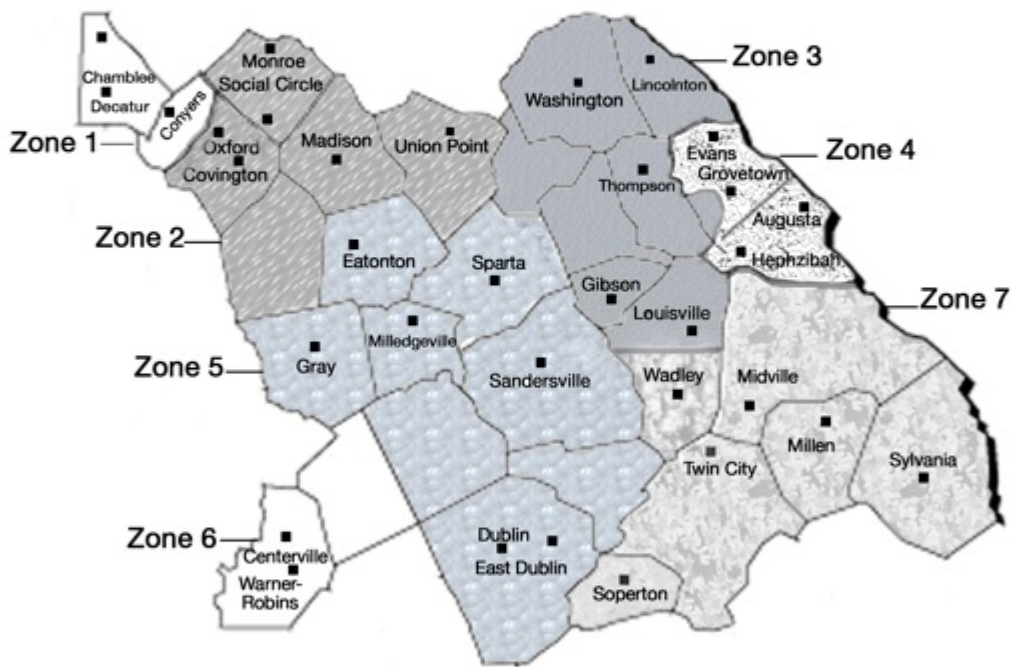 Monroe
Social Circle
Chamblee
Decatur
Conyers
Zone 1
Oxford
Covington
Madison
Union Point
Washington
Lincolnton
Zone 3
Evans
Grovetown
Zone 4
Thompson
Augusta
Hephzibah
Zone 2
Eatonton
Sparta
Gibson
Louisville
Zone 7
Milledgeville
Gray
Zone 5
Sandersville
Wadley
Midville
Millen
Twin City
Sylvania
Zone 6
Centerville
Warner-
Robins
Dublin
East Dublin
Soperton